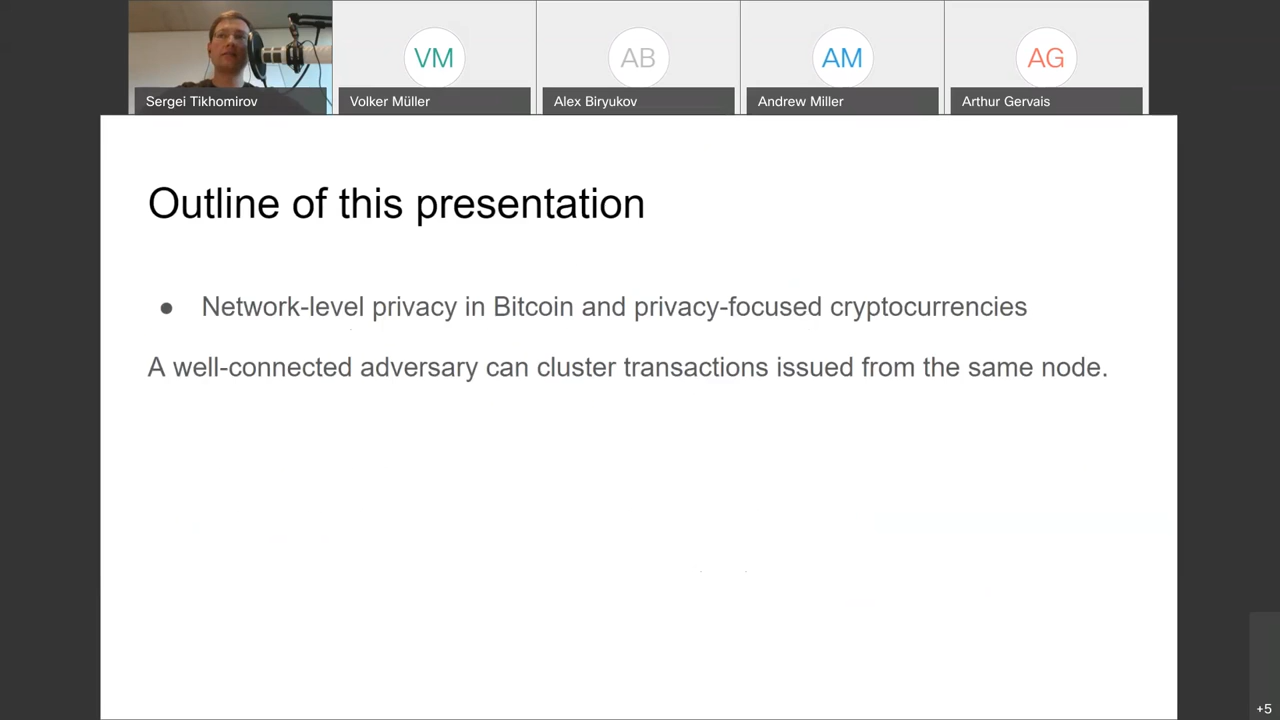 VM
AB
AM
AG
Sergei Tikhomirov
Volker Müller
Alex Biryukov
Andrew Miller
Arthur Gervais
Outline of this presentation
● Network-level privacy in Bitcoin and privacy-focused cryptocurrencies
A well-connected adversary can cluster transactions issued from the same node.
+5